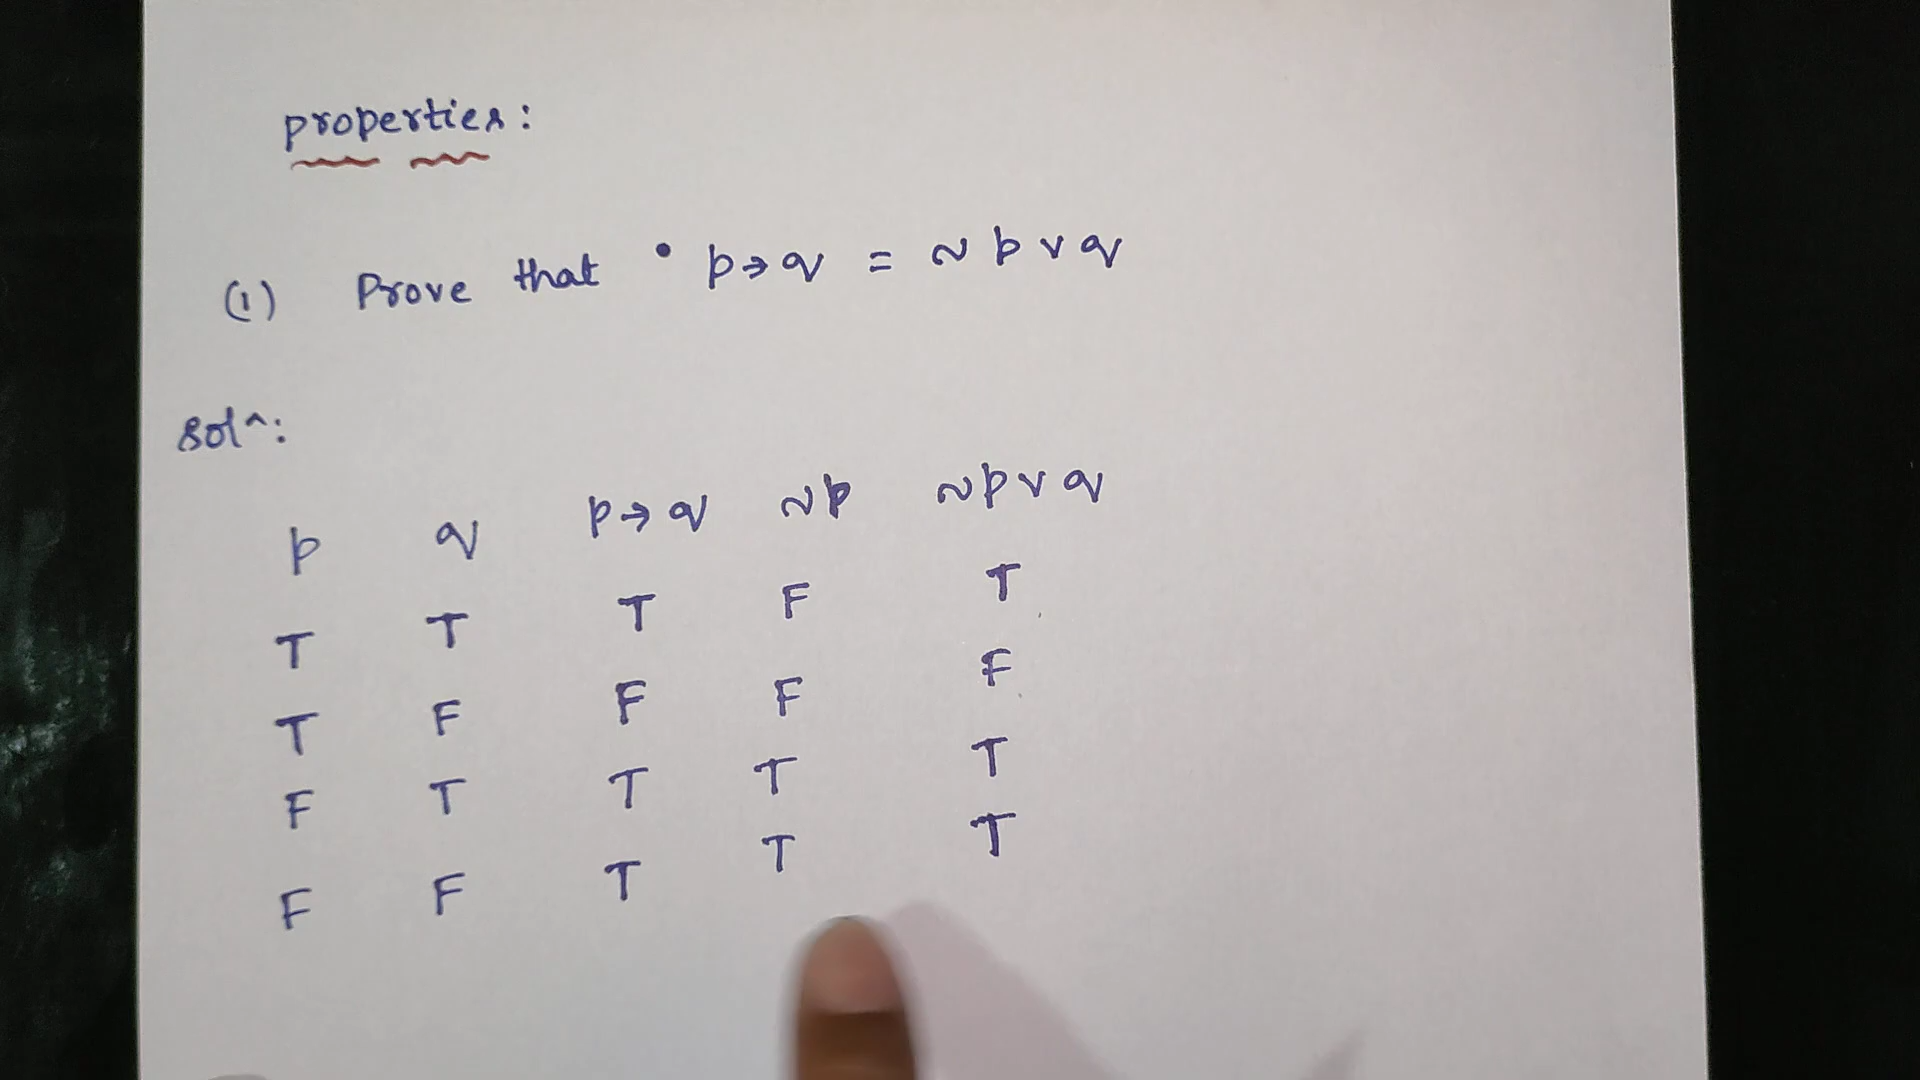 properties:
(1) Prove that • p→q = ~p∨q
Sol^:
p q p→q ~p ~p∨q
T T T F T
T F F F F
F T T T T
F F T T T